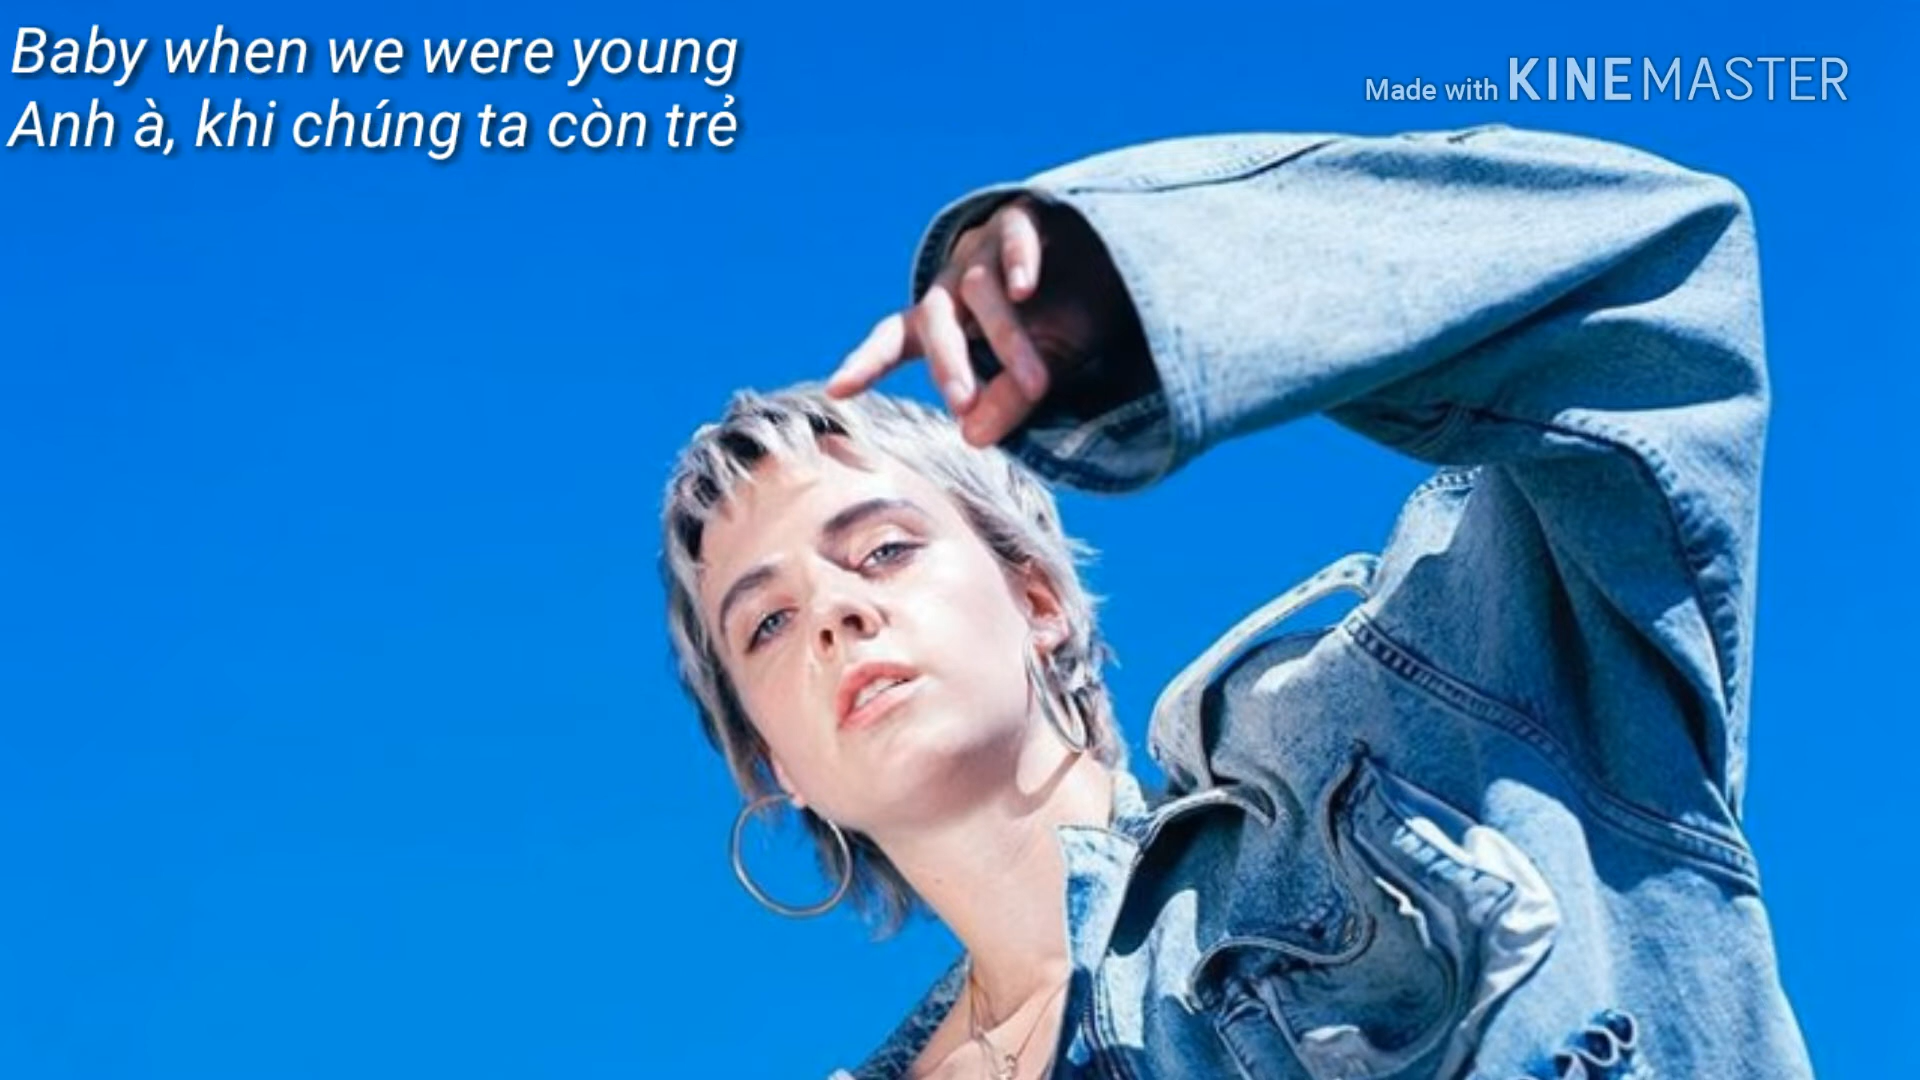 Baby when we were young
Anh à, khi chúng ta còn trẻ
Made with KINEMASTER